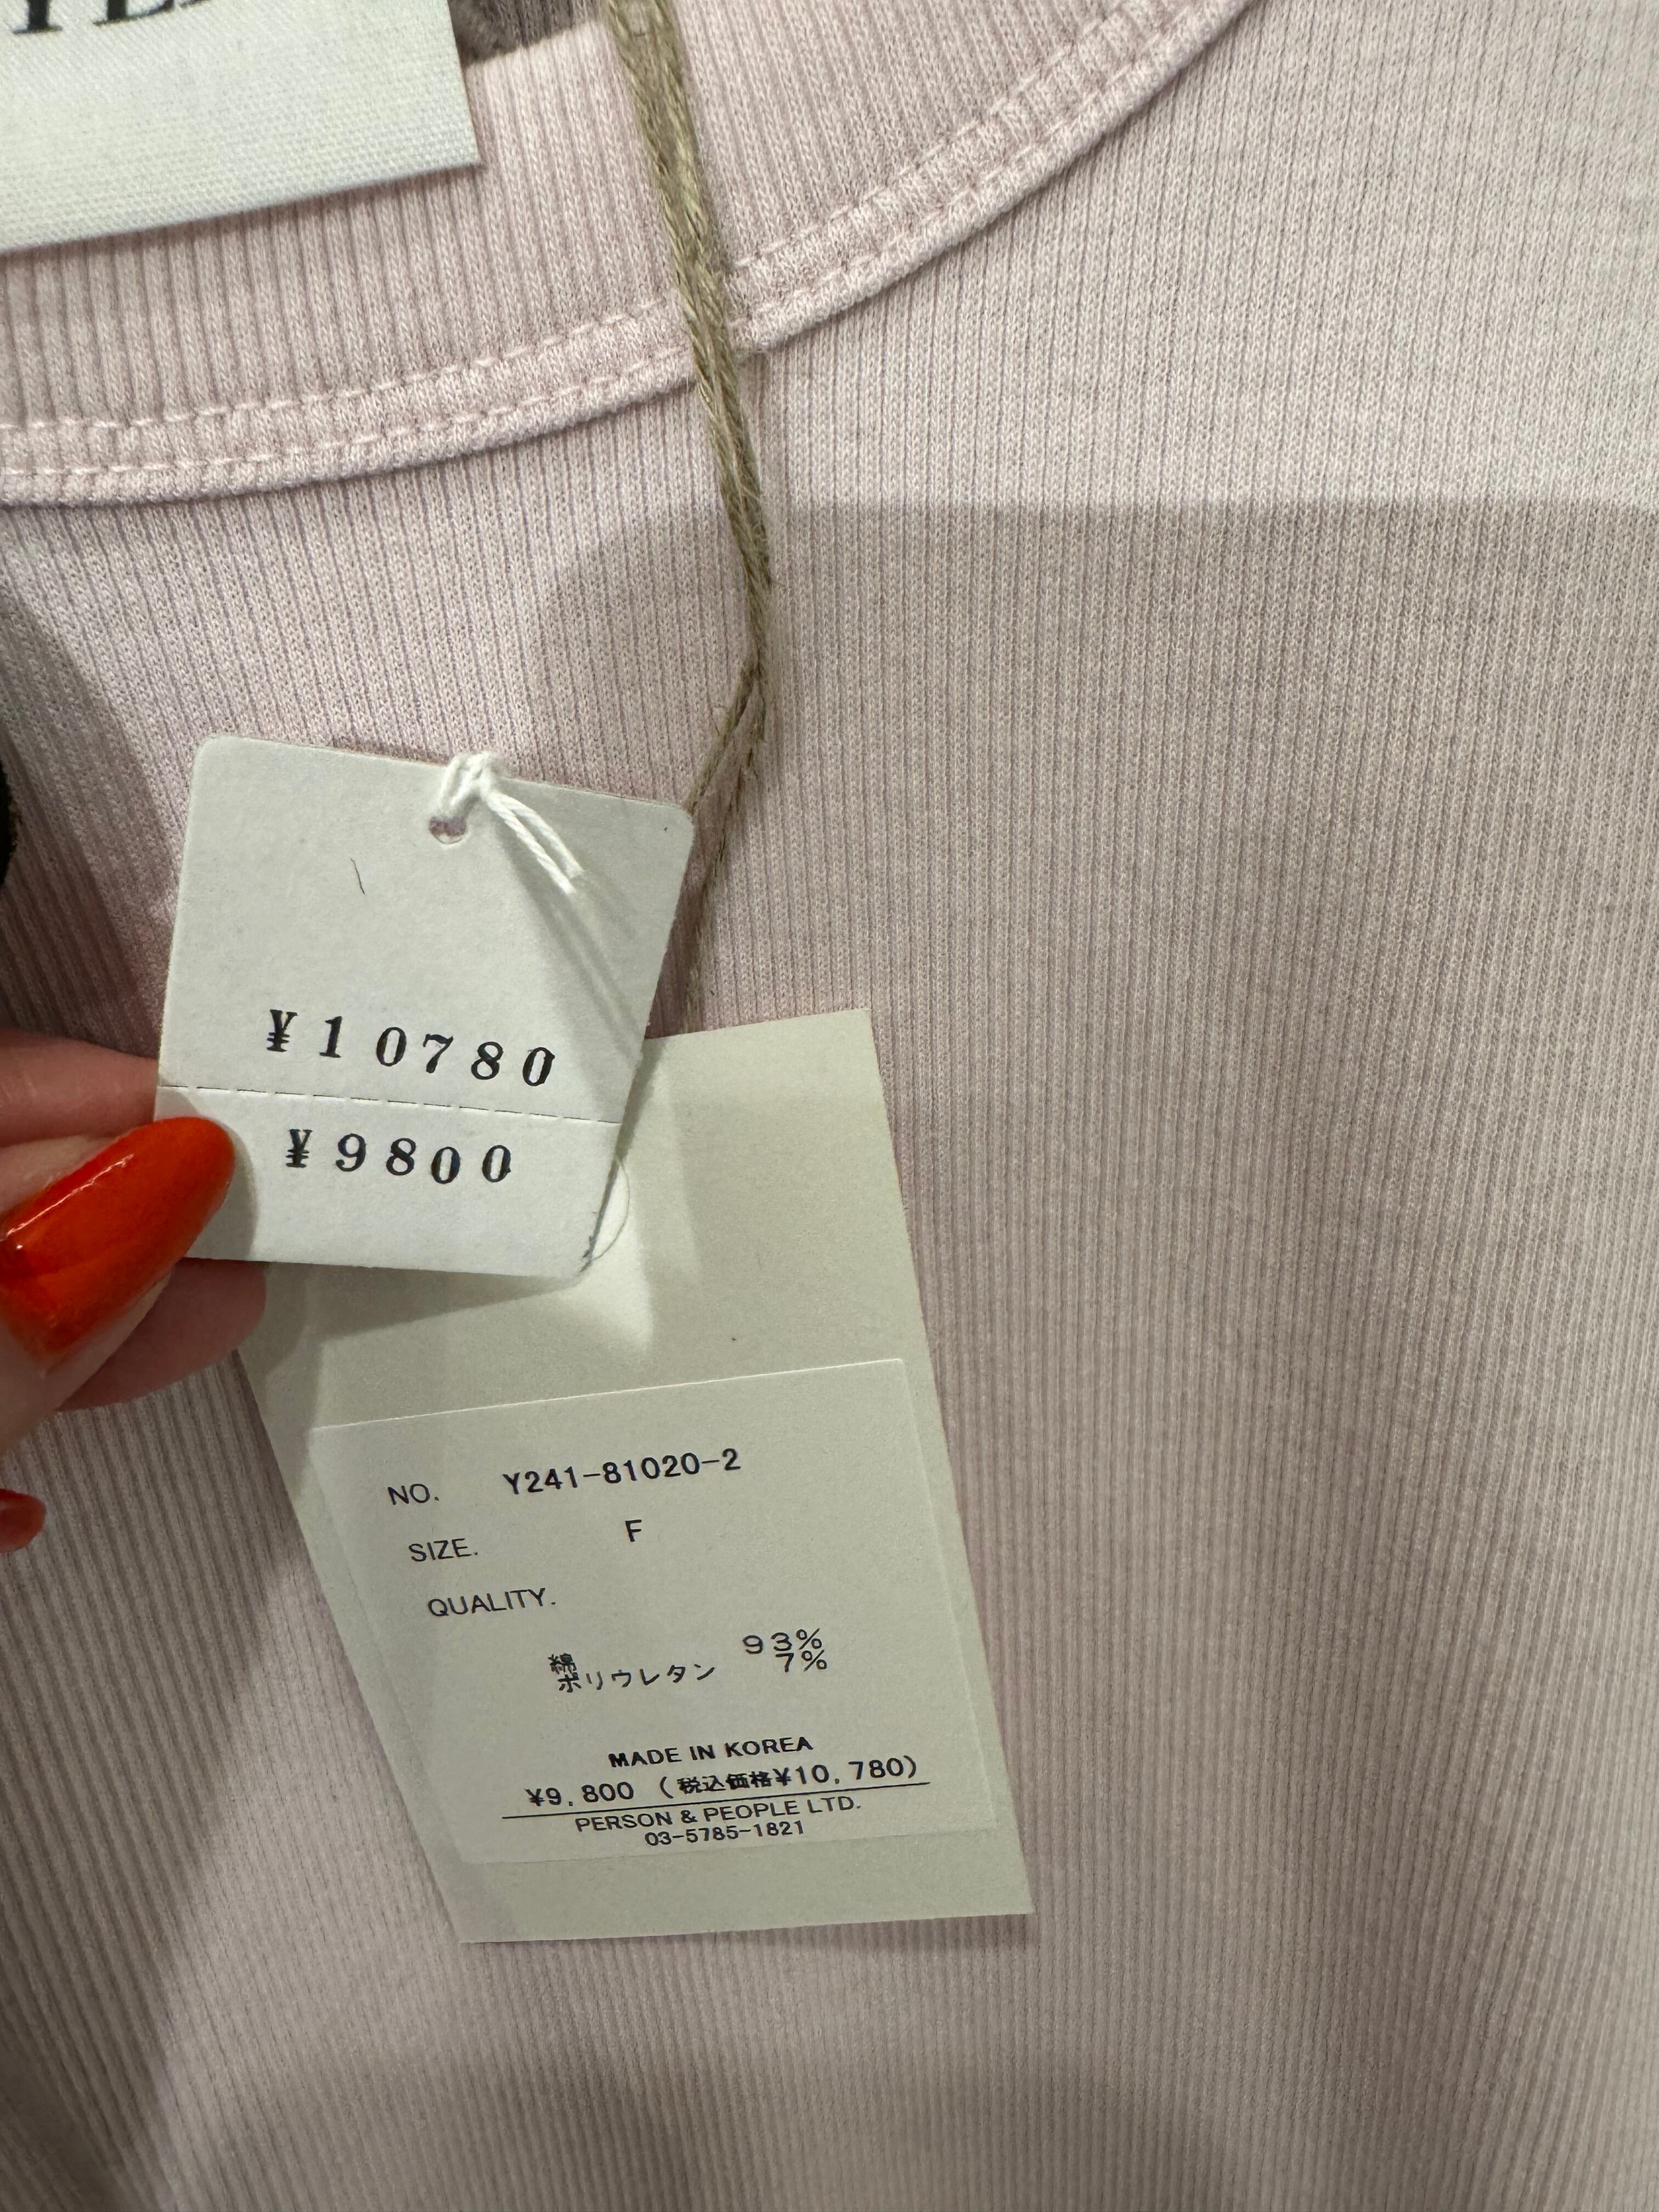 ¥10780
¥9800
NO. Y241-81020-2
SIZE. F
QUALITY.
綿 93%
ポリウレタン 7%
MADE IN KOREA
¥9,800 (税込価格¥10,780)
PERSON & PEOPLE LTD.
03-5785-1821